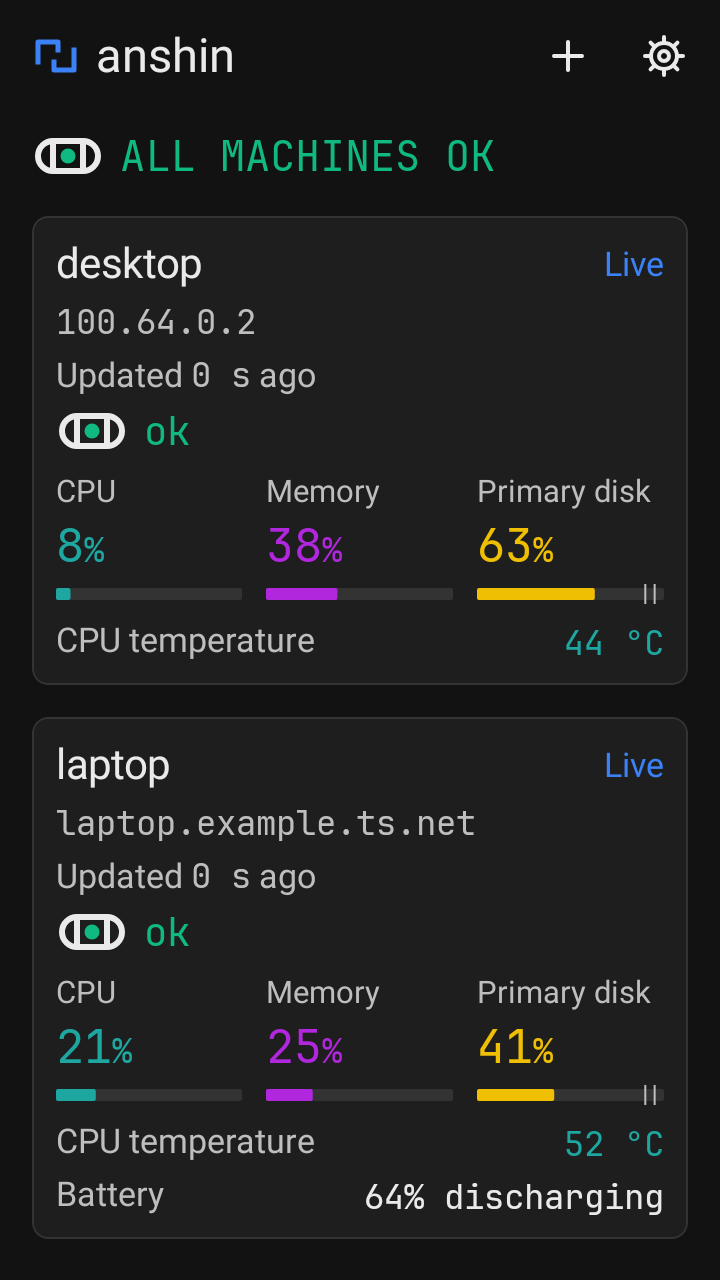 anshin
ALL MACHINES OK
desktop Live
100.64.0.2
Updated 0 s ago
ok
CPU Memory Primary disk
8% 38% 63%
CPU temperature 44 °C
laptop Live
laptop.example.ts.net
Updated 0 s ago
ok
CPU Memory Primary disk
21% 25% 41%
CPU temperature 52 °C
Battery 64% discharging